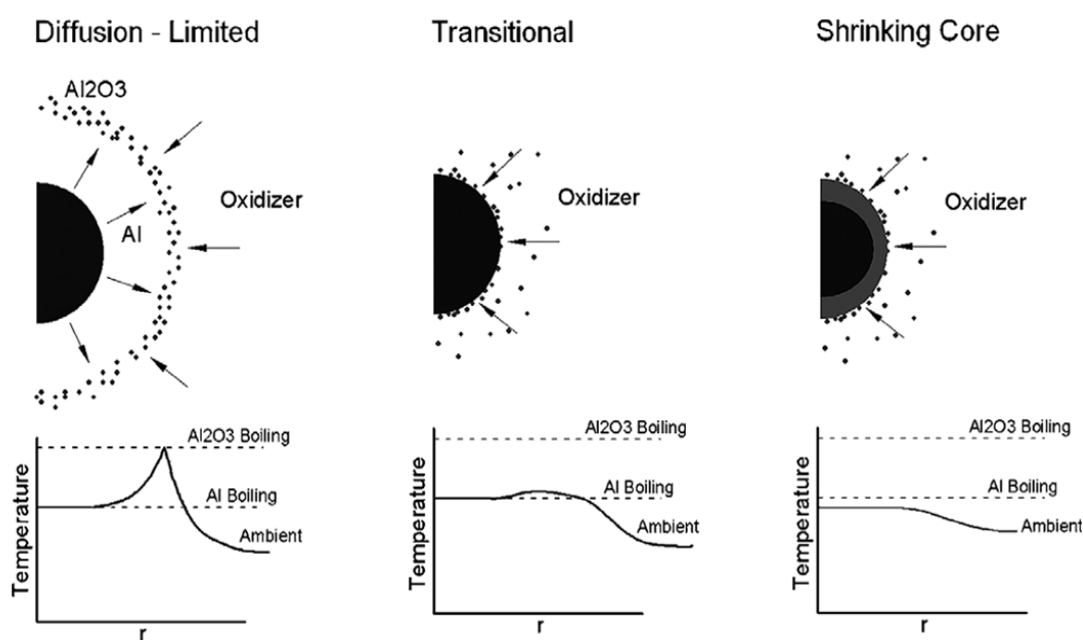 Diffusion - Limited
Al2O3
Oxidizer
Al
Al2O3 Boiling
Al Boiling
Ambient
Temperature
r
Transitional
Oxidizer
Al2O3 Boiling
Al Boiling
Ambient
Temperature
r
Shrinking Core
Oxidizer
Al2O3 Boiling
Al Boiling
Ambient
Temperature
r